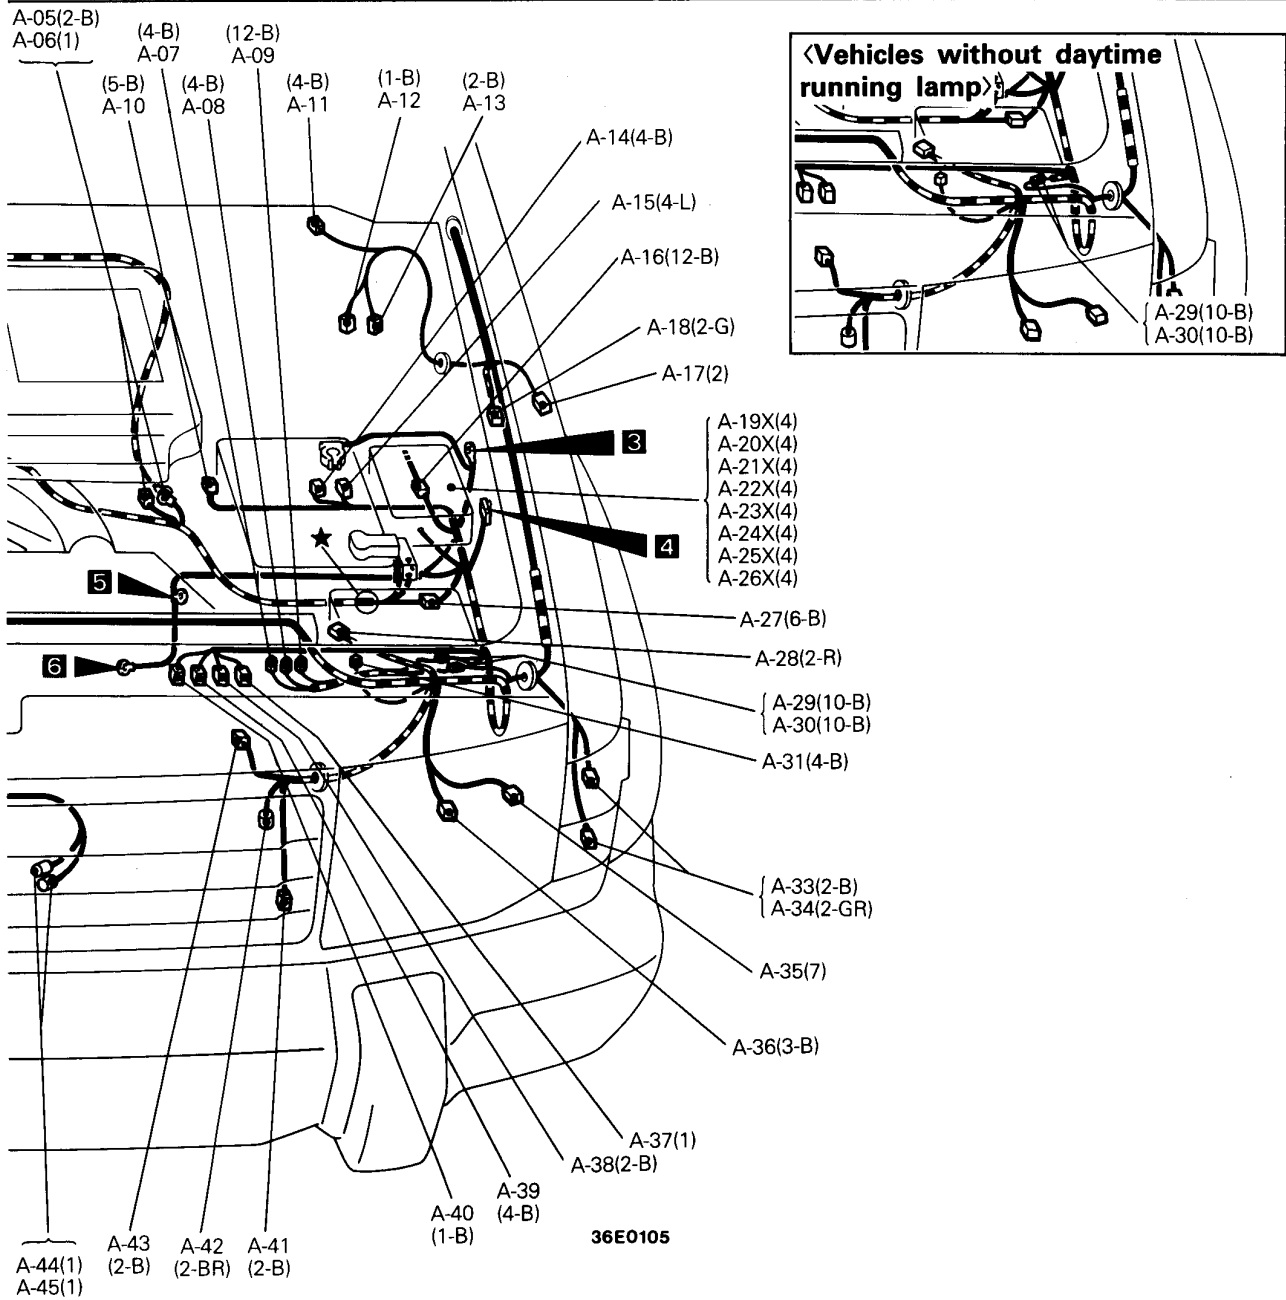 A-05(2-B)
A-06(1)
(4-B)
A-07
(12-B)
A-09
(5-B)
A-10
(4-B)
A-08
(4-B)
A-11
(1-B)
A-12
(2-B)
A-13
A-14(4-B)
A-15(4-L)
A-16(12-B)
A-18(2-G)
A-17(2)
〈Vehicles without daytime
running lamp〉
A-29(10-B)
A-30(10-B)
3
A-19X(4)
A-20X(4)
A-21X(4)
A-22X(4)
A-23X(4)
A-24X(4)
A-25X(4)
A-26X(4)
4
5
6
A-27(6-B)
A-28(2-R)
A-29(10-B)
A-30(10-B)
A-31(4-B)
A-33(2-B)
A-34(2-GR)
A-35(7)
A-36(3-B)
A-37(1)
A-38(2-B)
A-39
(4-B)
A-40
(1-B)
36E0105
A-41
(2-B)
A-42
(2-BR)
A-43
(2-B)
A-44(1)
A-45(1)